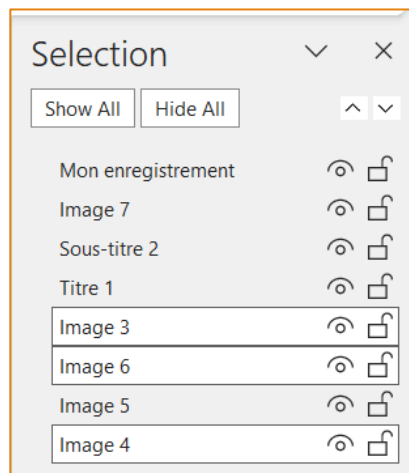 Selection
Show All Hide All
Mon enregistrement
Image 7
Sous-titre 2
Titre 1
Image 3
Image 6
Image 5
Image 4